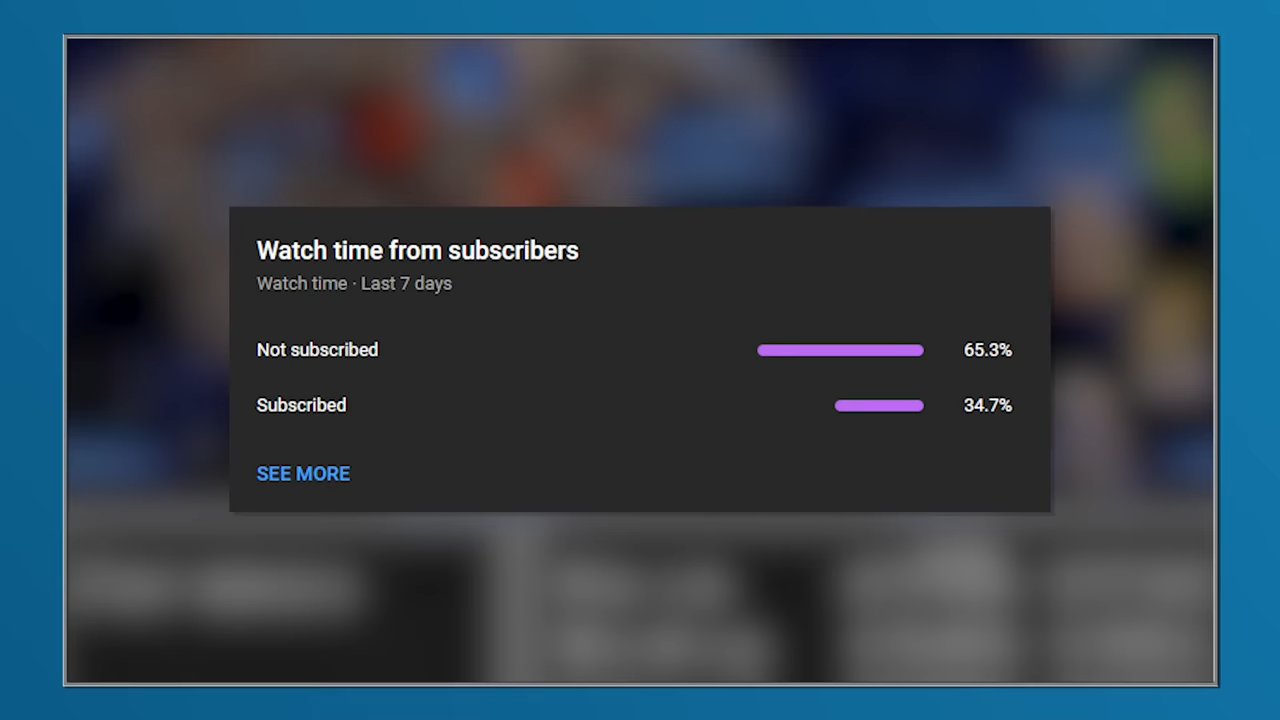 Watch time from subscribers
Watch time · Last 7 days
Not subscribed 65.3%
Subscribed 34.7%
SEE MORE